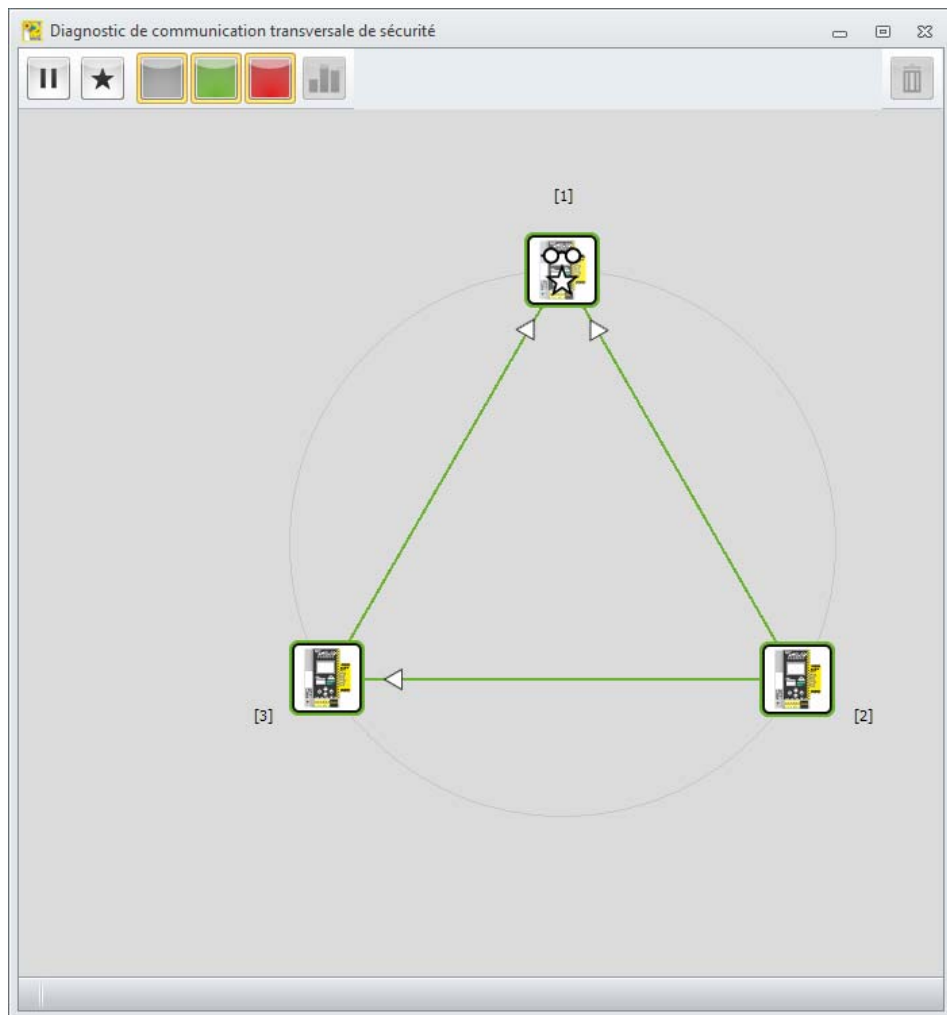 Diagnostic de communication transversale de sécurité
[1]
[3]
[2]